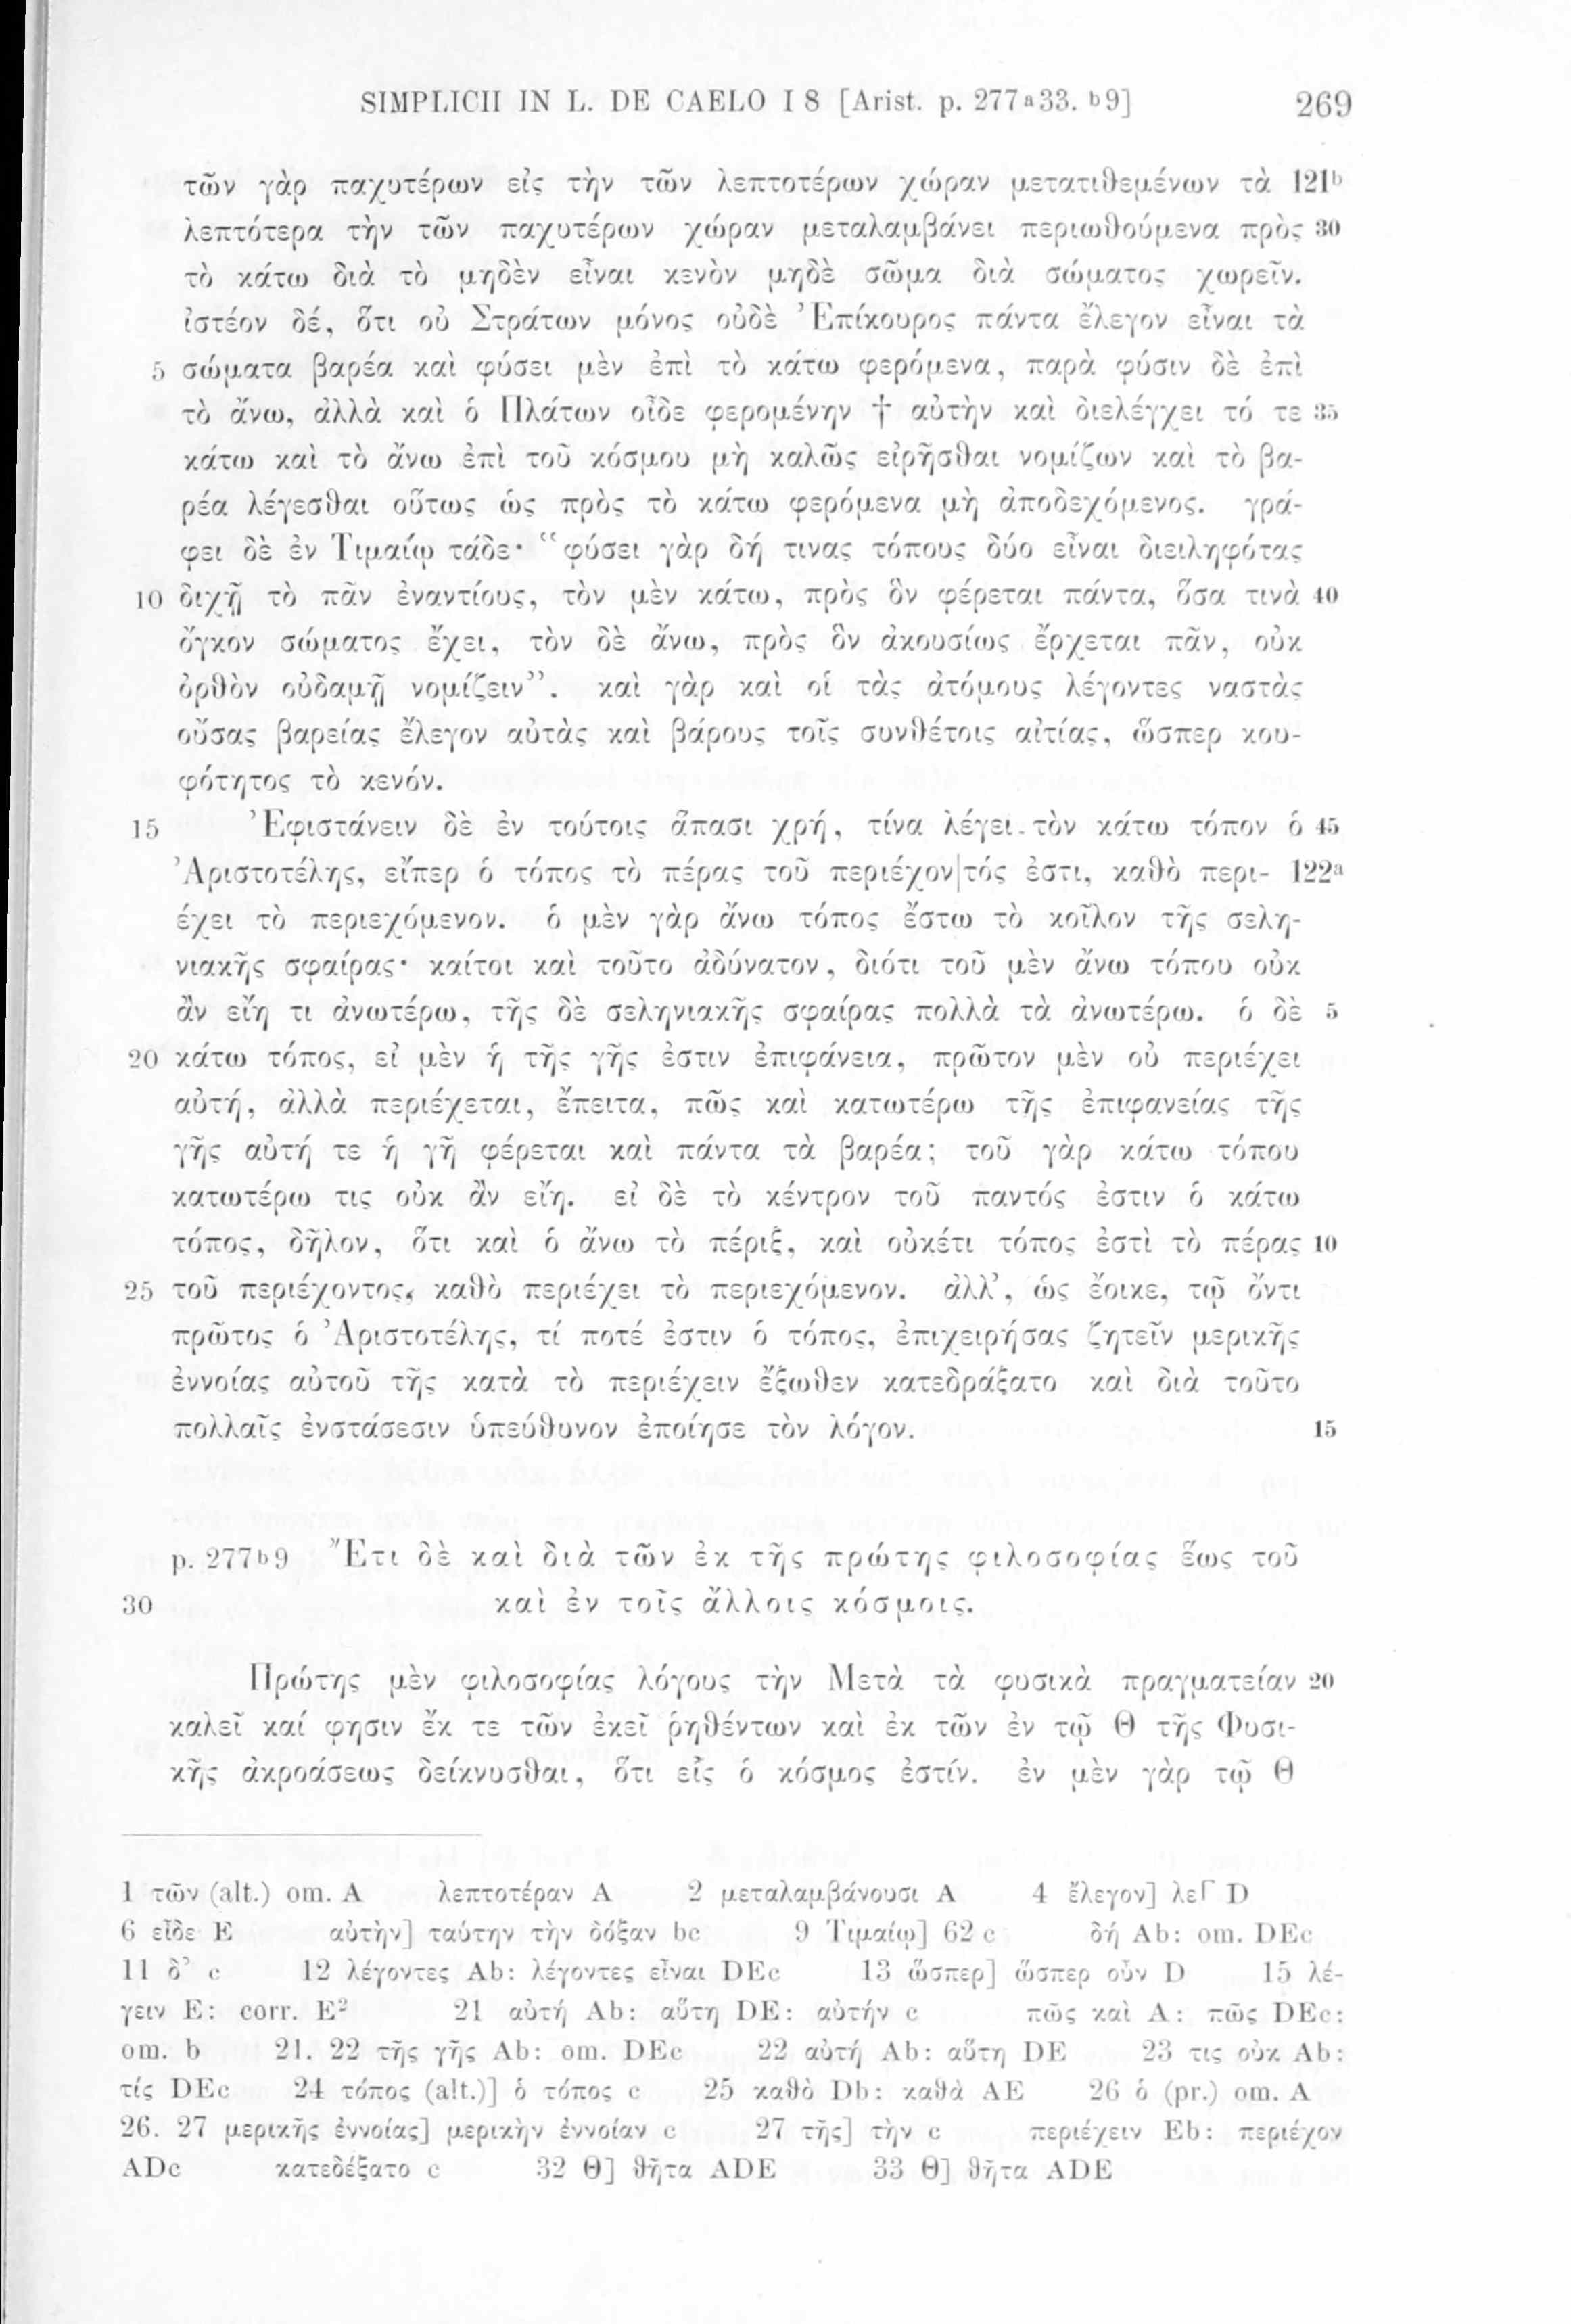 SIMPLICII IN L. DE CAELO I 8 [Arist. p. 277a33. b9] 269
τῶν γὰρ παχυτέρων εἰς τὴν τῶν λεπτοτέρων χώραν μετατιθεμένων τὰ 121b
λεπτότερα τὴν τῶν παχυτέρων χώραν μεταλαμβάνει περιωθούμενα πρὸς 30
τὸ κάτω διὰ τὸ μηδὲν εἶναι κενὸν μηδὲ σῶμα διὰ σώματος χωρεῖν.
ἰστέον δέ, ὅτι οὐ Στράτων μόνος οὐδὲ Ἐπίκουρος πάντα ἔλεγον εἶναι τὰ
5 σώματα βαρέα καὶ φύσει μὲν ἐπὶ τὸ κάτω φερόμενα, παρὰ φύσιν δὲ ἐπὶ
τὸ ἄνω, ἀλλὰ καὶ ὁ Πλάτων οἶδε φερομένην † αὐτὴν καὶ διελέγχει τό τε 35
κάτω καὶ τὸ ἄνω ἐπὶ τοῦ κόσμου μὴ καλῶς εἰρῆσθαι νομίζων καὶ τὸ βα-
ρέα λέγεσθαι οὕτως ὡς πρὸς τὸ κάτω φερόμενα μὴ ἀποδεχόμενος. γρά-
φει δὲ ἐν Τιμαίῳ τάδε· “φύσει γὰρ δή τινας τόπους δύο εἶναι διειληφότας
10 διχῇ τὸ πᾶν ἐναντίους, τὸν μὲν κάτω, πρὸς ὃν φέρεται πάντα, ὅσα τινὰ 40
ὄγκον σώματος ἔχει, τὸν δὲ ἄνω, πρὸς ὃν ἀκουσίως ἔρχεται πᾶν, οὐκ
ὀρθὸν οὐδαμῇ νομίζειν”. καὶ γὰρ καὶ οἱ τὰς ἀτόμους λέγοντες ναστὰς
οὔσας βαρείας ἔλεγον αὐτὰς καὶ βάρους τοῖς συνθέτοις αἰτίας, ὥσπερ κου-
φότητος τὸ κενόν.
15 Ἐφιστάνειν δὲ ἐν τούτοις ἅπασι χρή, τίνα λέγει τὸν κάτω τόπον ὁ 45
Ἀριστοτέλης, εἴπερ ὁ τόπος τὸ πέρας τοῦ περιέχον|τός ἐστι, καθὸ περι- 122a
έχει τὸ περιεχόμενον. ὁ μὲν γὰρ ἄνω τόπος ἔστω τὸ κοῖλον τῆς σελη-
νιακῆς σφαίρας· καίτοι καὶ τοῦτο ἀδύνατον, διότι τοῦ μὲν ἄνω τόπου οὐκ
ἂν εἴη τι ἀνωτέρω, τῆς δὲ σεληνιακῆς σφαίρας πολλὰ τὰ ἀνωτέρω. ὁ δὲ 5
20 κάτω τόπος, εἰ μὲν ἡ τῆς γῆς ἐστιν ἐπιφάνεια, πρῶτον μὲν οὐ περιέχει
αὐτή, ἀλλὰ περιέχεται, ἔπειτα, πῶς καὶ κατωτέρω τῆς ἐπιφανείας τῆς
γῆς αὐτή τε ἡ γῆ φέρεται καὶ πάντα τὰ βαρέα; τοῦ γὰρ κάτω τόπου
κατωτέρω τις οὐκ ἂν εἴη. εἰ δὲ τὸ κέντρον τοῦ παντός ἐστιν ὁ κάτω
τόπος, δῆλον, ὅτι καὶ ὁ ἄνω τὸ πέριξ, καὶ οὐκέτι τόπος ἐστὶ τὸ πέρας 10
25 τοῦ περιέχοντος, καθὸ περιέχει τὸ περιεχόμενον. ἀλλ’, ὡς ἔοικε, τῷ ὄντι
πρῶτος ὁ Ἀριστοτέλης, τί ποτέ ἐστιν ὁ τόπος, ἐπιχειρήσας ζητεῖν μερικῆς
ἐννοίας αὐτοῦ τῆς κατὰ τὸ περιέχειν ἔξωθεν κατεδράξατο καὶ διὰ τοῦτο
πολλαῖς ἐνστάσεσιν ὑπεύθυνον ἐποίησε τὸν λόγον. 15
p. 277b9 Ἔτι δὲ καὶ διὰ τῶν ἐκ τῆς πρώτης φιλοσοφίας ἕως τοῦ
30 καὶ ἐν τοῖς ἄλλοις κόσμοις.
Πρώτης μὲν φιλοσοφίας λόγους τὴν Μετὰ τὰ φυσικὰ πραγματείαν 20
καλεῖ καί φησιν ἔκ τε τῶν ἐκεῖ ῥηθέντων καὶ ἐκ τῶν ἐν τῷ Θ τῆς Φυσι-
κῆς ἀκροάσεως δείκνυσθαι, ὅτι εἷς ὁ κόσμος ἐστίν. ἐν μὲν γὰρ τῷ Θ
1 τῶν (alt.) om. A λεπτοτέραν A 2 μεταλαμβάνουσι A 4 ἔλεγον] λεΓ D
6 εἶδε E αὐτὴν] ταύτην τὴν δόξαν bc 9 Τιμαίῳ] 62 c δή Ab: om. DEc
11 δ’ c 12 λέγοντες Ab: λέγοντες εἶναι DEc 13 ὥσπερ] ὥσπερ οὖν D 15 λέ-
γειν E: corr. E² 21 αὐτή Ab: αὕτη DE: αὐτήν c πῶς καὶ A: πῶς DEc:
om. b 21. 22 τῆς γῆς Ab: om. DEc 22 αὐτή Ab: αὕτη DE 23 τις οὐκ Ab:
τίς DEc 24 τόπος (alt.)] ὁ τόπος c 25 καθὸ Db: καθὰ AE 26 ὁ (pr.) om. A
26. 27 μερικῆς ἐννοίας] μερικὴν ἐννοίαν c 27 τῆς] τὴν c περιέχειν Eb: περιέχον
ADc κατεδέξατο c 32 Θ] θῆτα ADE 33 Θ] θῆτα ADE